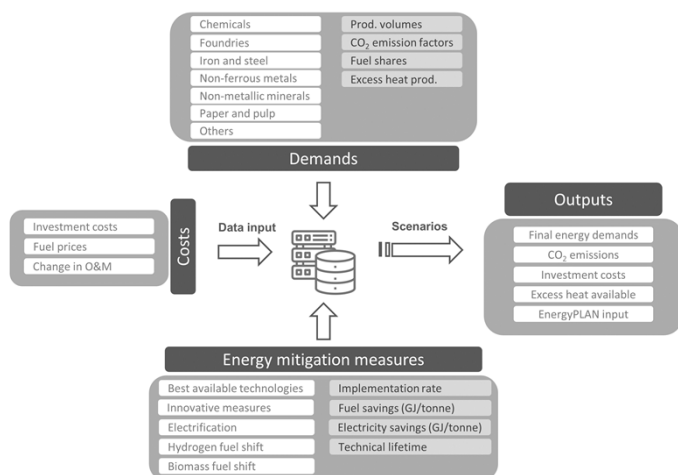 Chemicals
Foundries
Iron and steel
Non-ferrous metals
Non-metallic minerals
Paper and pulp
Others
Prod. volumes
CO₂ emission factors
Fuel shares
Excess heat prod.
Demands
Investment costs
Fuel prices
Change in O&M
Costs
Data input
Scenarios
Outputs
Final energy demands
CO₂ emissions
Investment costs
Excess heat available
EnergyPLAN input
Energy mitigation measures
Best available technologies
Innovative measures
Electrification
Hydrogen fuel shift
Biomass fuel shift
Implementation rate
Fuel savings (GJ/tonne)
Electricity savings (GJ/tonne)
Technical lifetime